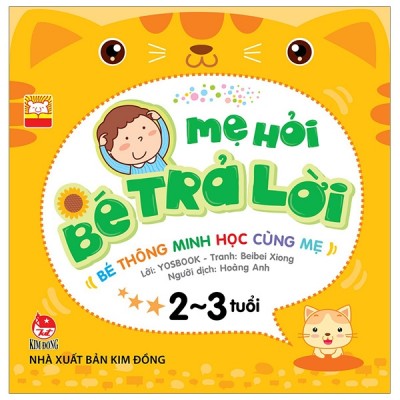 MẸ HỎI
BÉ TRẢ LỜI
BÉ THÔNG MINH HỌC CÙNG MẸ
Lời: YOSBOOK - Tranh: Beibei Xiong
Người dịch: Hoàng Anh
2~3 tuổi
KIM ĐỒNG
NHÀ XUẤT BẢN KIM ĐỒNG